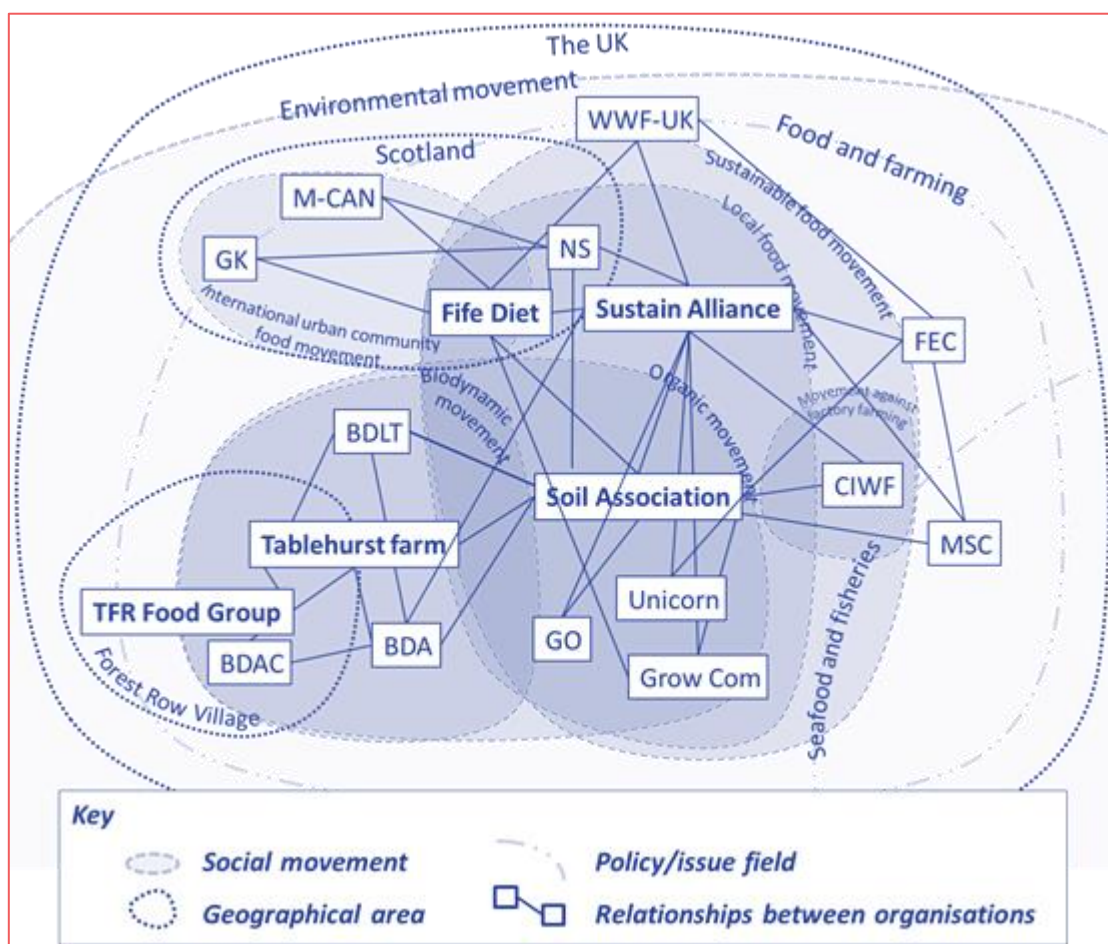 The UK
Environmental movement
WWF-UK
Food and farming
Scotland
Sustainable food movement
M-CAN
Local food movement
GK
NS
International urban community
food movement
Fife Diet
Sustain Alliance
FEC
Biodynamic
movement
Organic movement
Movement against
factory farming
BDLT
Soil Association
CIWF
Tablehurst farm
MSC
TFR Food Group
Unicorn
BDAC
BDA
GO
Grow Com
Forest Row Village
Seafood and fisheries
Key
Social movement
Policy/issue field
Geographical area
Relationships between organisations